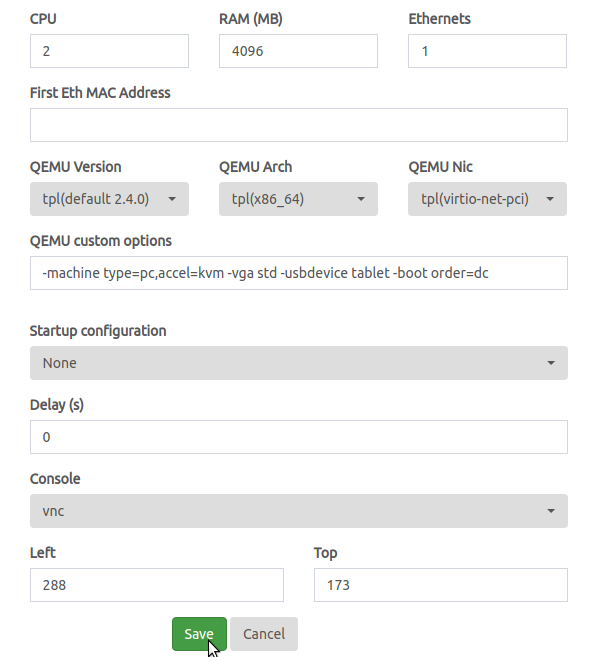 CPU RAM (MB) Ethernets
2 4096 1
First Eth MAC Address
QEMU Version QEMU Arch QEMU Nic
tpl(default 2.4.0) tpl(x86_64) tpl(virtio-net-pci)
QEMU custom options
-machine type=pc,accel=kvm -vga std -usbdevice tablet -boot order=dc
Startup configuration
None
Delay (s)
0
Console
vnc
Left Top
288 173
Save Cancel